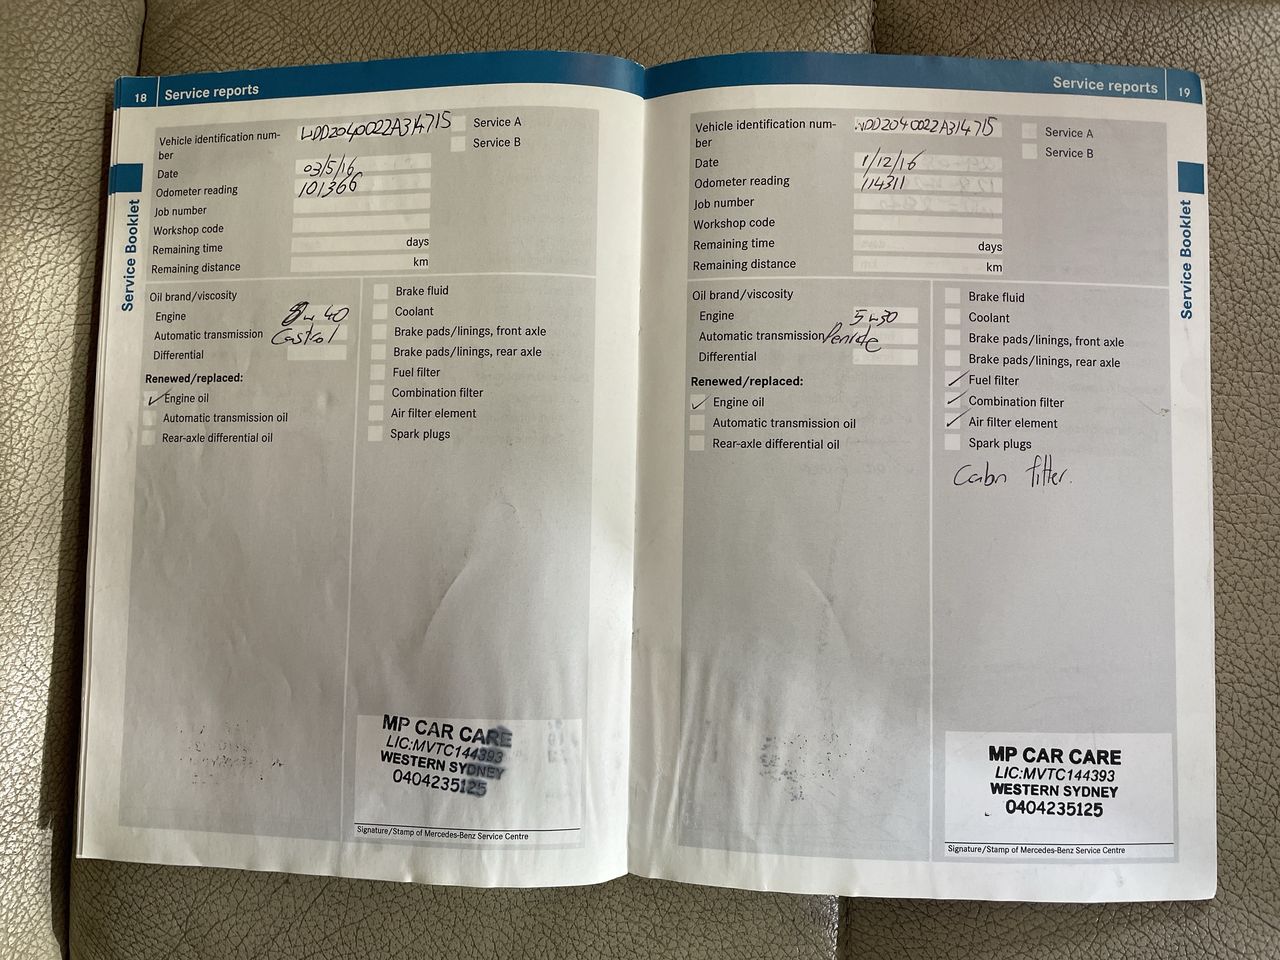 18 Service reports
Service Booklet
Vehicle identification num-
ber WDD2040022A314715
Service A
Service B
Date 03/5/16
Odometer reading 101366
Job number
Workshop code
Remaining time days
Remaining distance km
Oil brand/viscosity
Engine 5w40
Automatic transmission Castrol
Differential
Renewed/replaced:
✓ Engine oil
Automatic transmission oil
Rear-axle differential oil
Brake fluid
Coolant
Brake pads/linings, front axle
Brake pads/linings, rear axle
Fuel filter
Combination filter
Air filter element
Spark plugs
MP CAR CARE
LIC:MVTC144393
WESTERN SYDNEY
0404235125
Signature/Stamp of Mercedes-Benz Service Centre
Service reports 19
Service Booklet
Vehicle identification num-
ber WDD2040022A314715
Service A
Service B
Date 1/12/16
Odometer reading 114311
Job number
Workshop code
Remaining time days
Remaining distance km
Oil brand/viscosity
Engine 5w30
Automatic transmission Penrite
Differential
Renewed/replaced:
✓ Engine oil
Automatic transmission oil
Rear-axle differential oil
Brake fluid
Coolant
Brake pads/linings, front axle
Brake pads/linings, rear axle
✓ Fuel filter
✓ Combination filter
✓ Air filter element
Spark plugs
Cabn filter.
MP CAR CARE
LIC:MVTC144393
WESTERN SYDNEY
0404235125
Signature/Stamp of Mercedes-Benz Service Centre